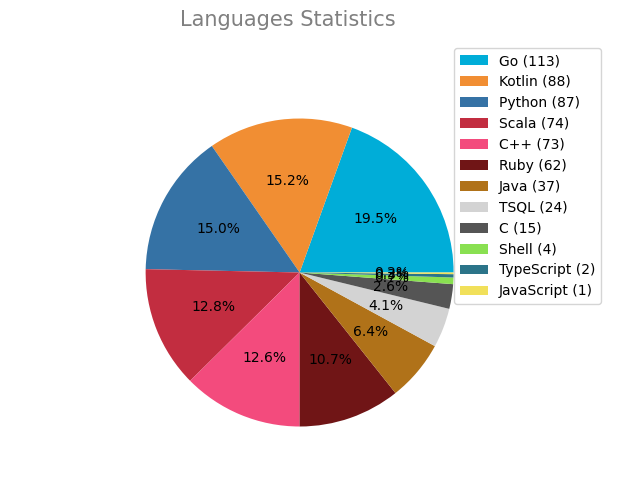 Languages Statistics
Go (113)
Kotlin (88)
Python (87)
Scala (74)
C++ (73)
Ruby (62)
Java (37)
TSQL (24)
C (15)
Shell (4)
TypeScript (2)
JavaScript (1)
19.5%
15.2%
15.0%
12.8%
12.6%
10.7%
6.4%
4.1%
2.6%